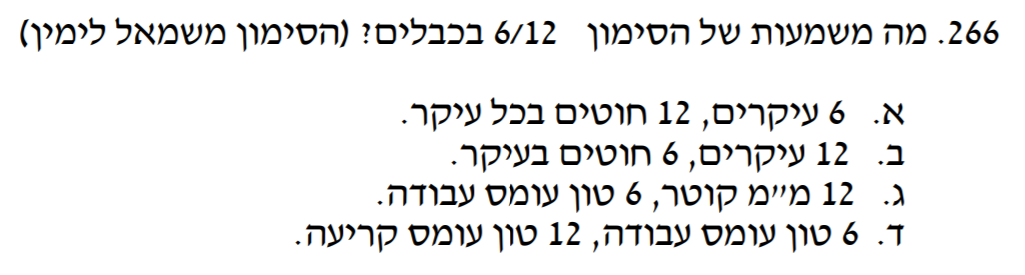 266. מה משמעות של הסימון 6/12 בכבלים? (הסימון משמאל לימין)
א. 6 עיקרים, 12 חוטים בכל עיקר.
ב. 12 עיקרים, 6 חוטים בעיקר.
ג. 12 מ״מ קוטר, 6 טון עומס עבודה.
ד. 6 טון עומס עבודה, 12 טון עומס קריעה.